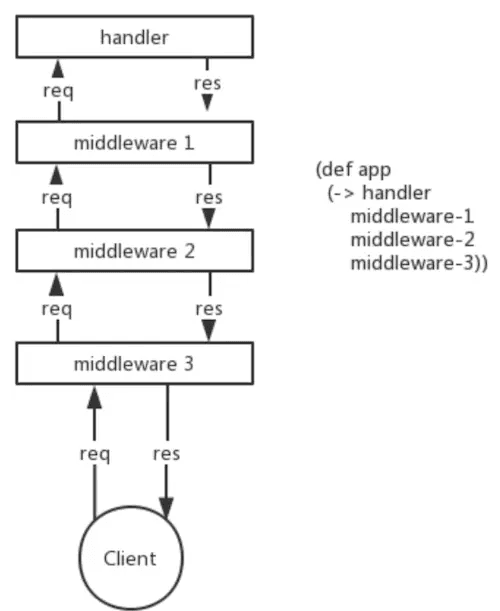 handler
req
res
middleware 1
req
res
middleware 2
req
res
middleware 3
req
res
Client
(def app
(-> handler
middleware-1
middleware-2
middleware-3))